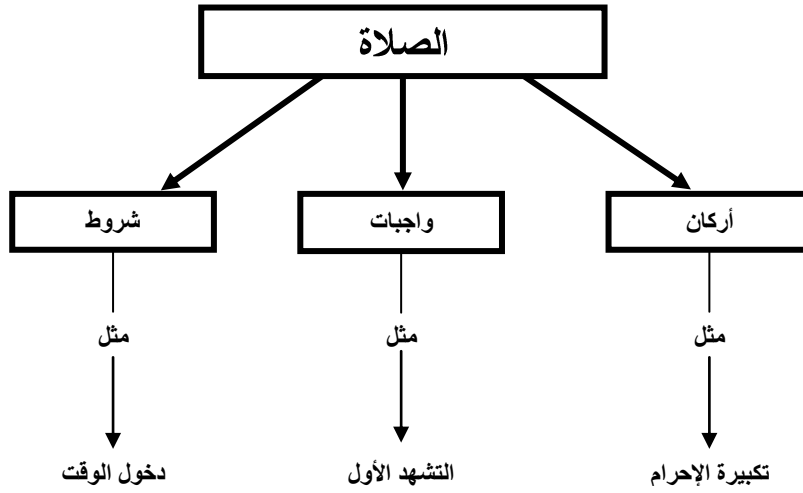 الصلاة
أركان
واجبات
شروط
مثل
مثل
مثل
تكبيرة الإحرام
التشهد الأول
دخول الوقت